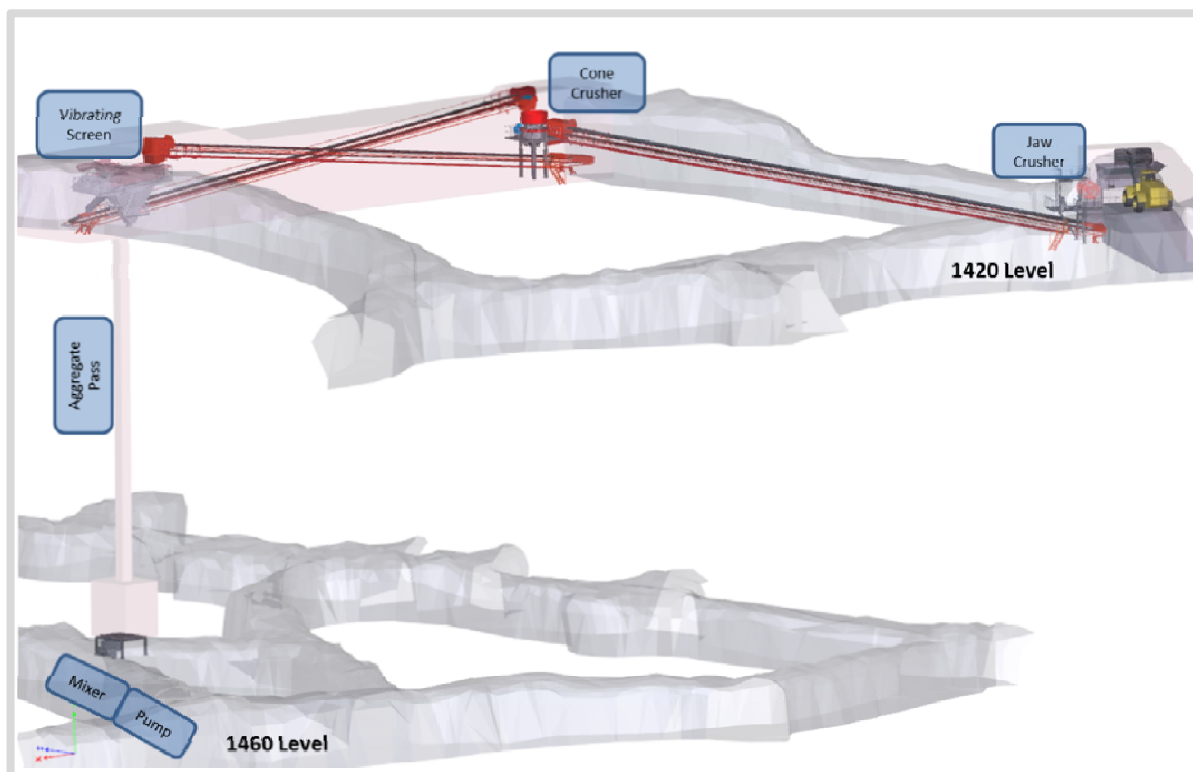 Cone
Crusher
Vibrating
Screen
Jaw
Crusher
1420 Level
Aggregate
Pass
Mixer
Pump
1460 Level